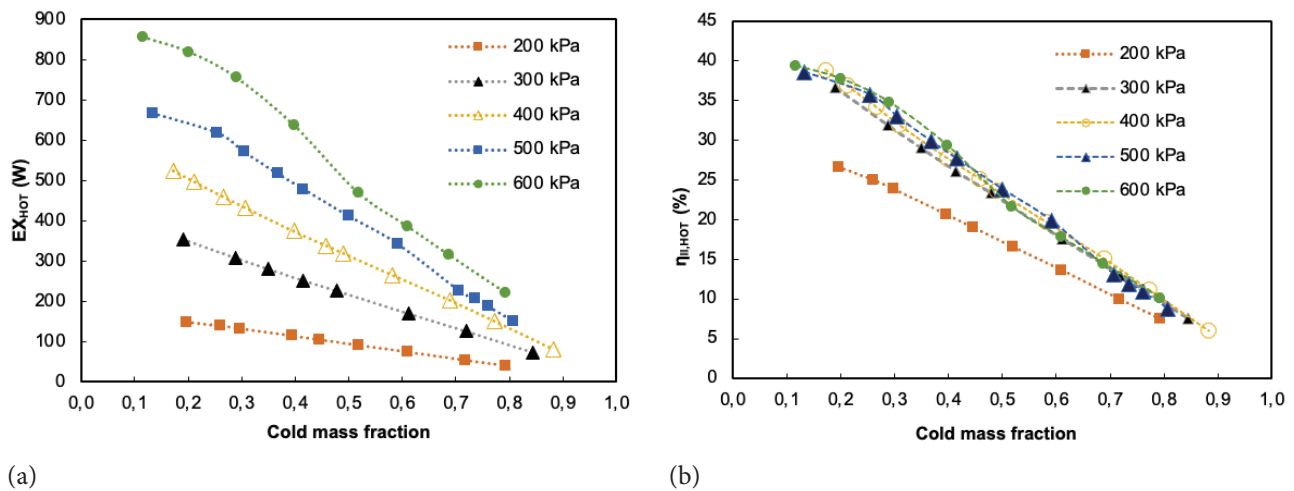 900
800
700
600
500
400
300
200
100
0
EX_HOT (W)
0,0 0,1 0,2 0,3 0,4 0,5 0,6 0,7 0,8 0,9 1,0
Cold mass fraction
200 kPa
300 kPa
400 kPa
500 kPa
600 kPa
(a)
45
40
35
30
25
20
15
10
5
0
η_II,HOT (%)
0,0 0,1 0,2 0,3 0,4 0,5 0,6 0,7 0,8 0,9 1,0
Cold mass fraction
200 kPa
300 kPa
400 kPa
500 kPa
600 kPa
(b)